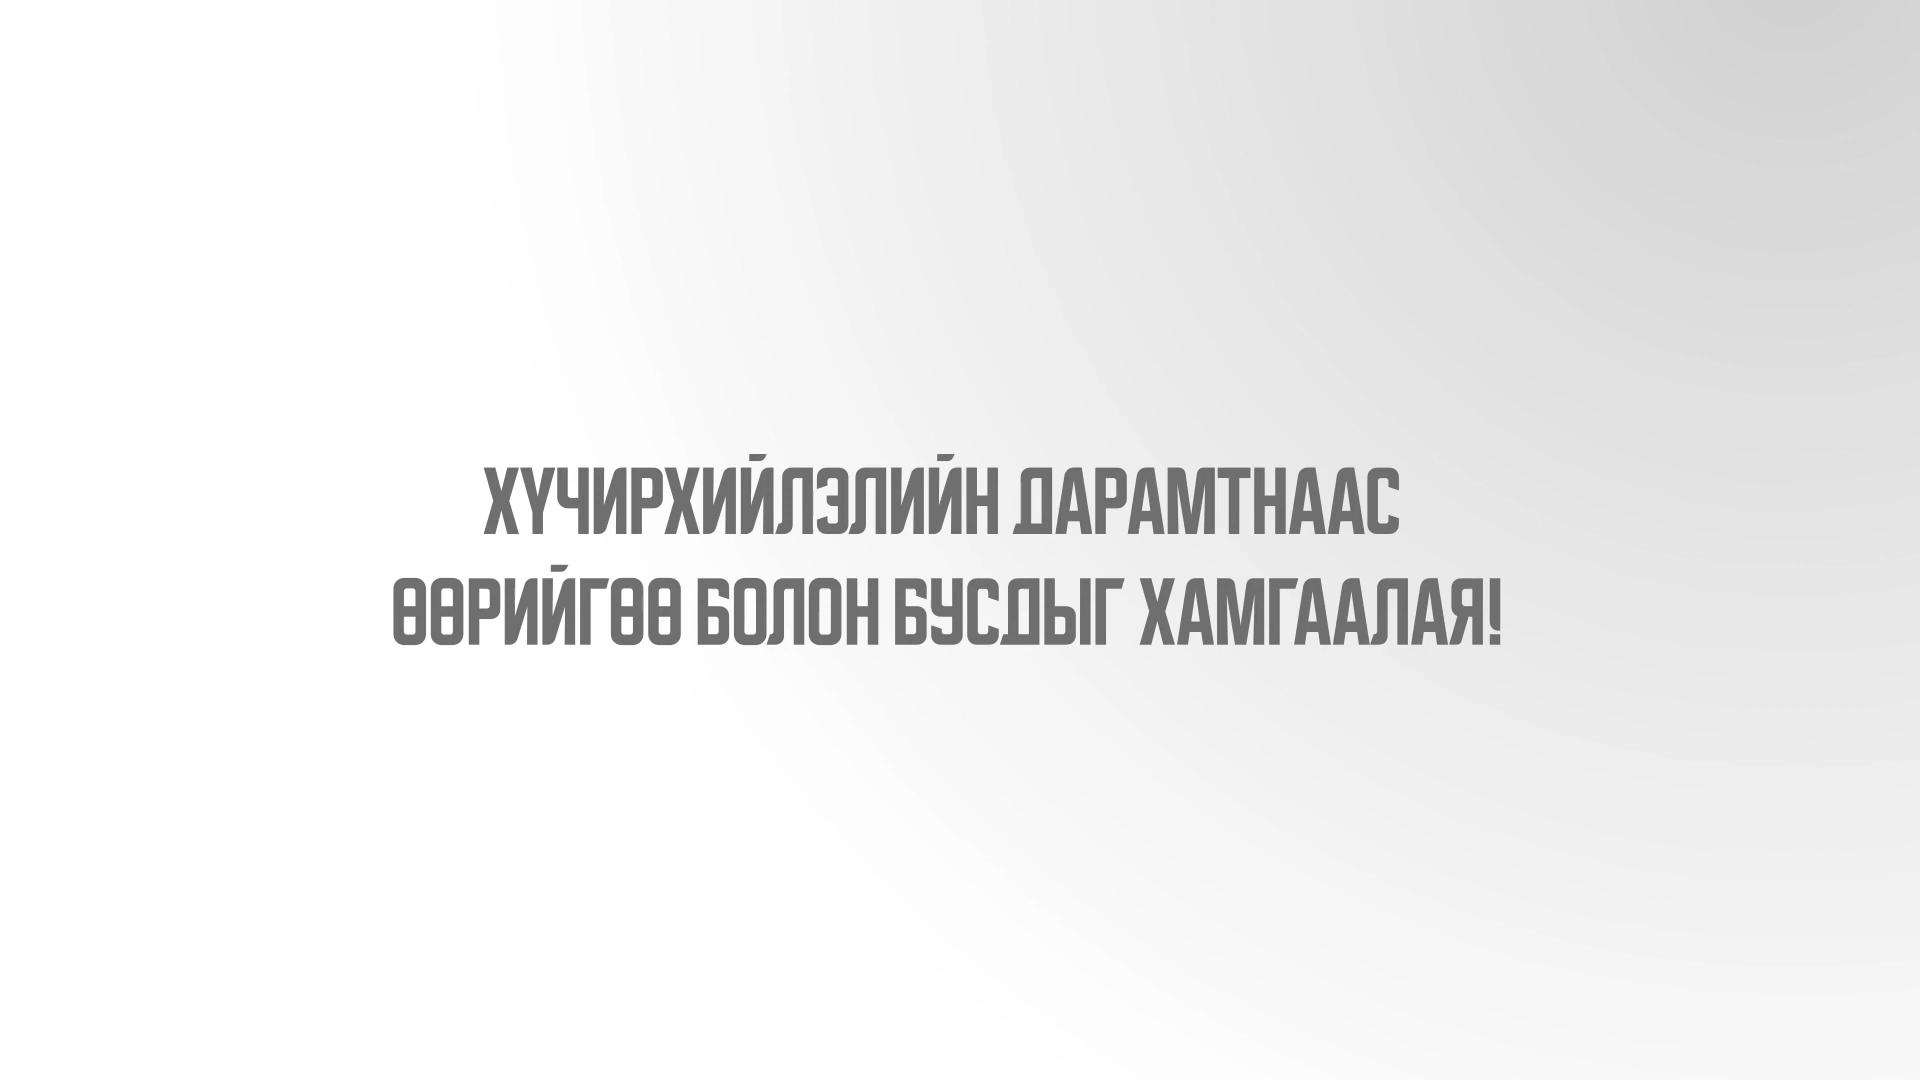 ХҮЧИРХИЙЛЭЛИЙН ДАРАМТНААС
ӨӨРИЙГӨӨ БОЛОН БУСДЫГ ХАМГААЛАЯ!